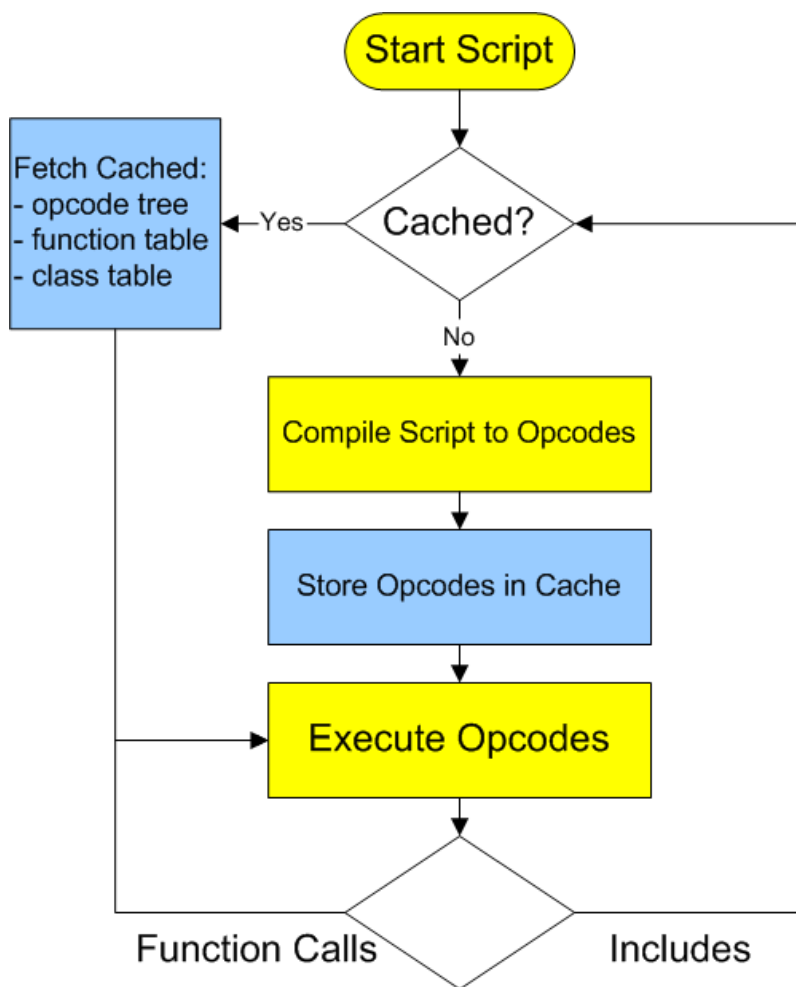 Start Script
Fetch Cached:
- opcode tree
- function table
- class table
Yes
Cached?
No
Compile Script to Opcodes
Store Opcodes in Cache
Execute Opcodes
Function Calls
Includes